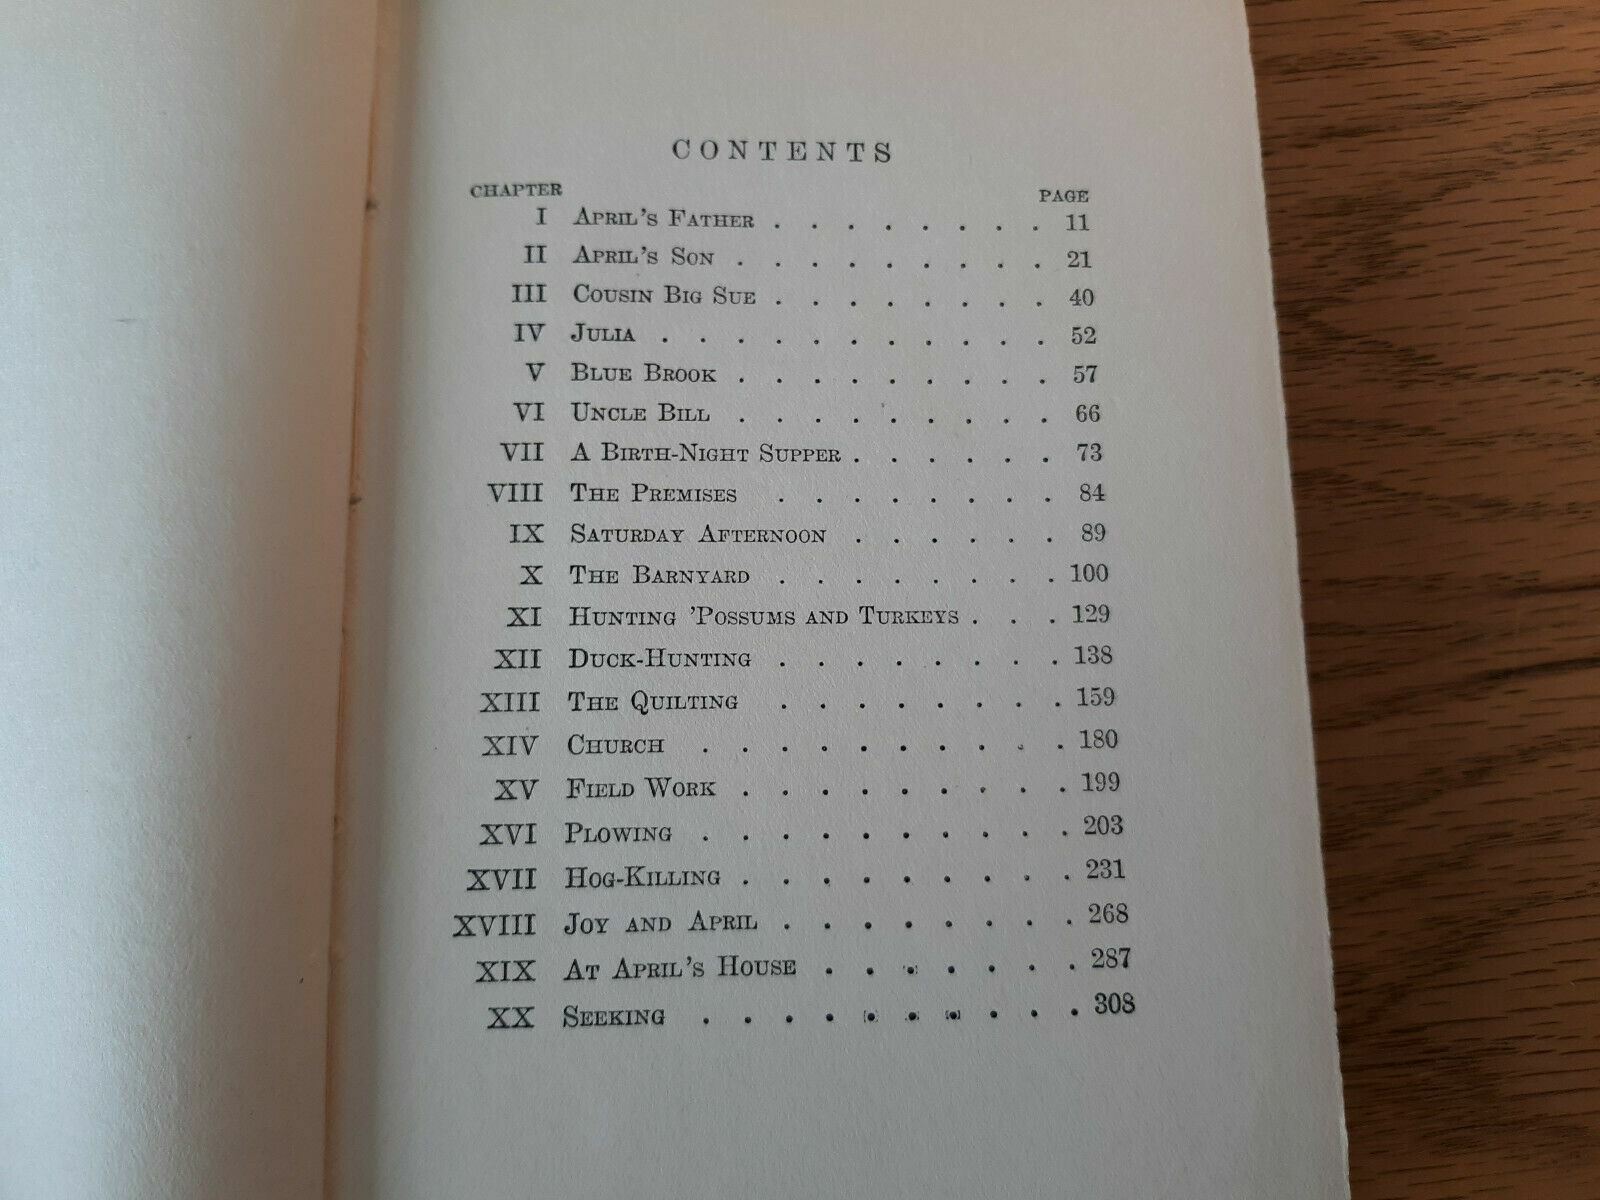 CONTENTS
CHAPTER PAGE
I April's Father . . . . . . . . 11
II April's Son . . . . . . . . . 21
III Cousin Big Sue . . . . . . . . 40
IV Julia . . . . . . . . . . . 52
V Blue Brook . . . . . . . . . 57
VI Uncle Bill . . . . . . . . . 66
VII A Birth-Night Supper . . . . . . 73
VIII The Premises . . . . . . . . 84
IX Saturday Afternoon . . . . . . 89
X The Barnyard . . . . . . . . 100
XI Hunting 'Possums and Turkeys . . . 129
XII Duck-Hunting . . . . . . . . 138
XIII The Quilting . . . . . . . . 159
XIV Church . . . . . . . . . . 180
XV Field Work . . . . . . . . . 199
XVI Plowing . . . . . . . . . . 203
XVII Hog-Killing . . . . . . . . . 231
XVIII Joy and April . . . . . . . . 268
XIX At April's House . . . . . . . 287
XX Seeking . . . . . . . . . . 308